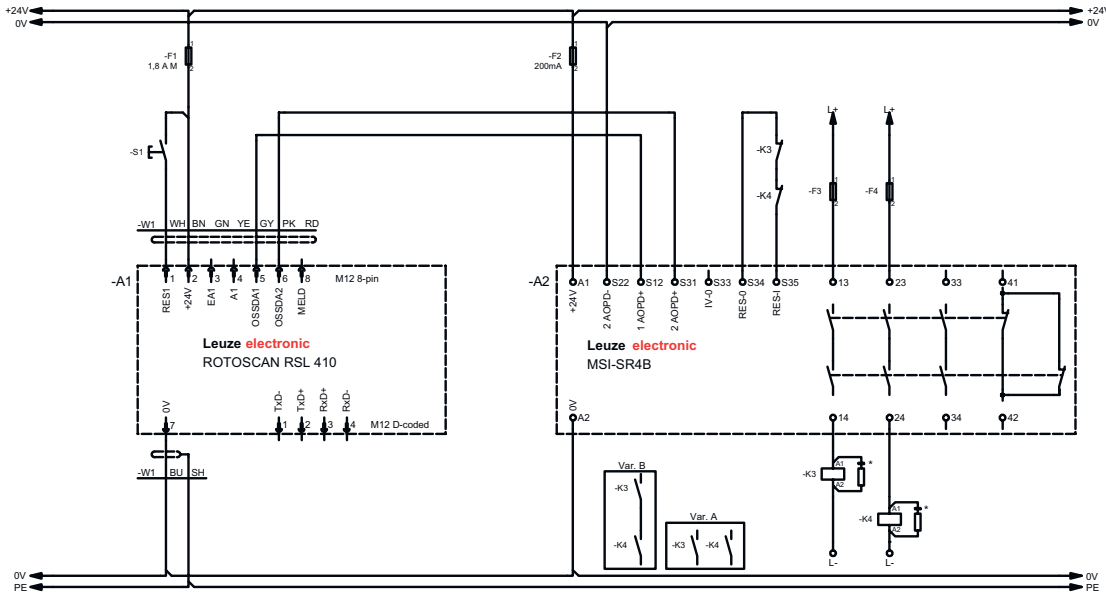 +24V
0V
+24V
0V
-F1
1,8 A M
1
2
-F2
200mA
1
2
L+
L+
-S1
-K3
-K4
-F3
1
2
-F4
1
2
-W1 WH BN GN YE GY PK RD
-A1
1 2 3 4 5 6 8 M12 8-pin
RES1
+24V
EA1
A1
OSSDA1
OSSDA2
MELD
Leuze electronic
ROTOSCAN RSL 410
0V
TxD-
TxD+
RxD+
RxD-
7 1 2 3 4 M12 D-coded
-W1 BU SH
-A2
A1 S22 S12 S31 S33 S34 S35 13 23 33 41
+24V
2 AOPD-
1 AOPD+
2 AOPD+
IV-0
RES-0
RES-I
Leuze electronic
MSI-SR4B
0V
A2 14 24 34 42
Var. B
-K3
-K4
Var. A
-K3 -K4
-K3
A1
A2
*
-K4
A1
A2
*
L-
L-
0V
PE
0V
PE